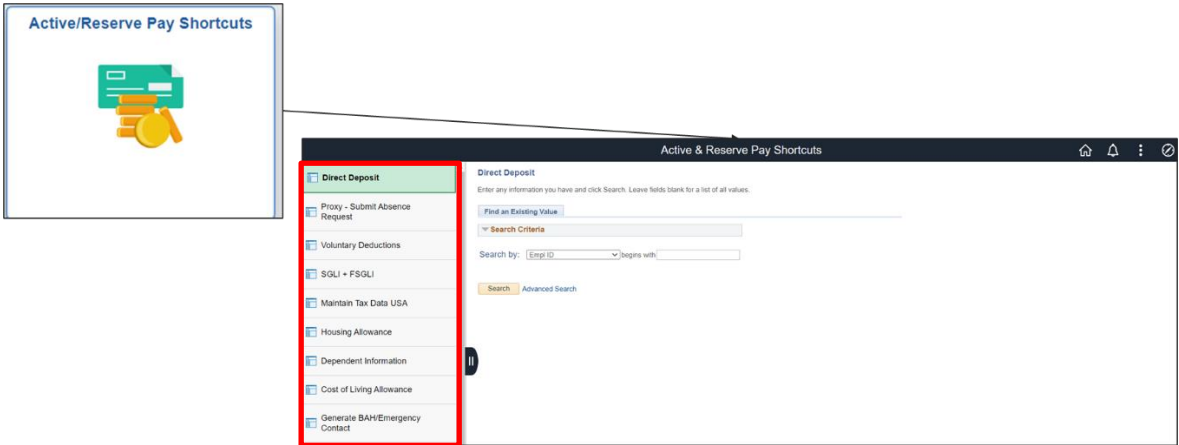 Active/Reserve Pay Shortcuts
Active & Reserve Pay Shortcuts
Direct Deposit
Proxy - Submit Absence
Request
Voluntary Deductions
SGLI + FSGLI
Maintain Tax Data USA
Housing Allowance
Dependent Information
Cost of Living Allowance
Generate BAH/Emergency
Contact
Direct Deposit
Enter any information you have and click Search. Leave fields blank for a list of all values.
Find an Existing Value
Search Criteria
Search by: Empl ID begins with
Search Advanced Search